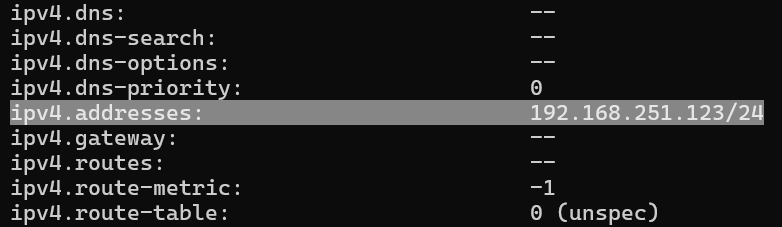 ipv4.dns: --
ipv4.dns-search: --
ipv4.dns-options: --
ipv4.dns-priority: 0
ipv4.addresses: 192.168.251.123/24
ipv4.gateway: --
ipv4.routes: --
ipv4.route-metric: -1
ipv4.route-table: 0 (unspec)